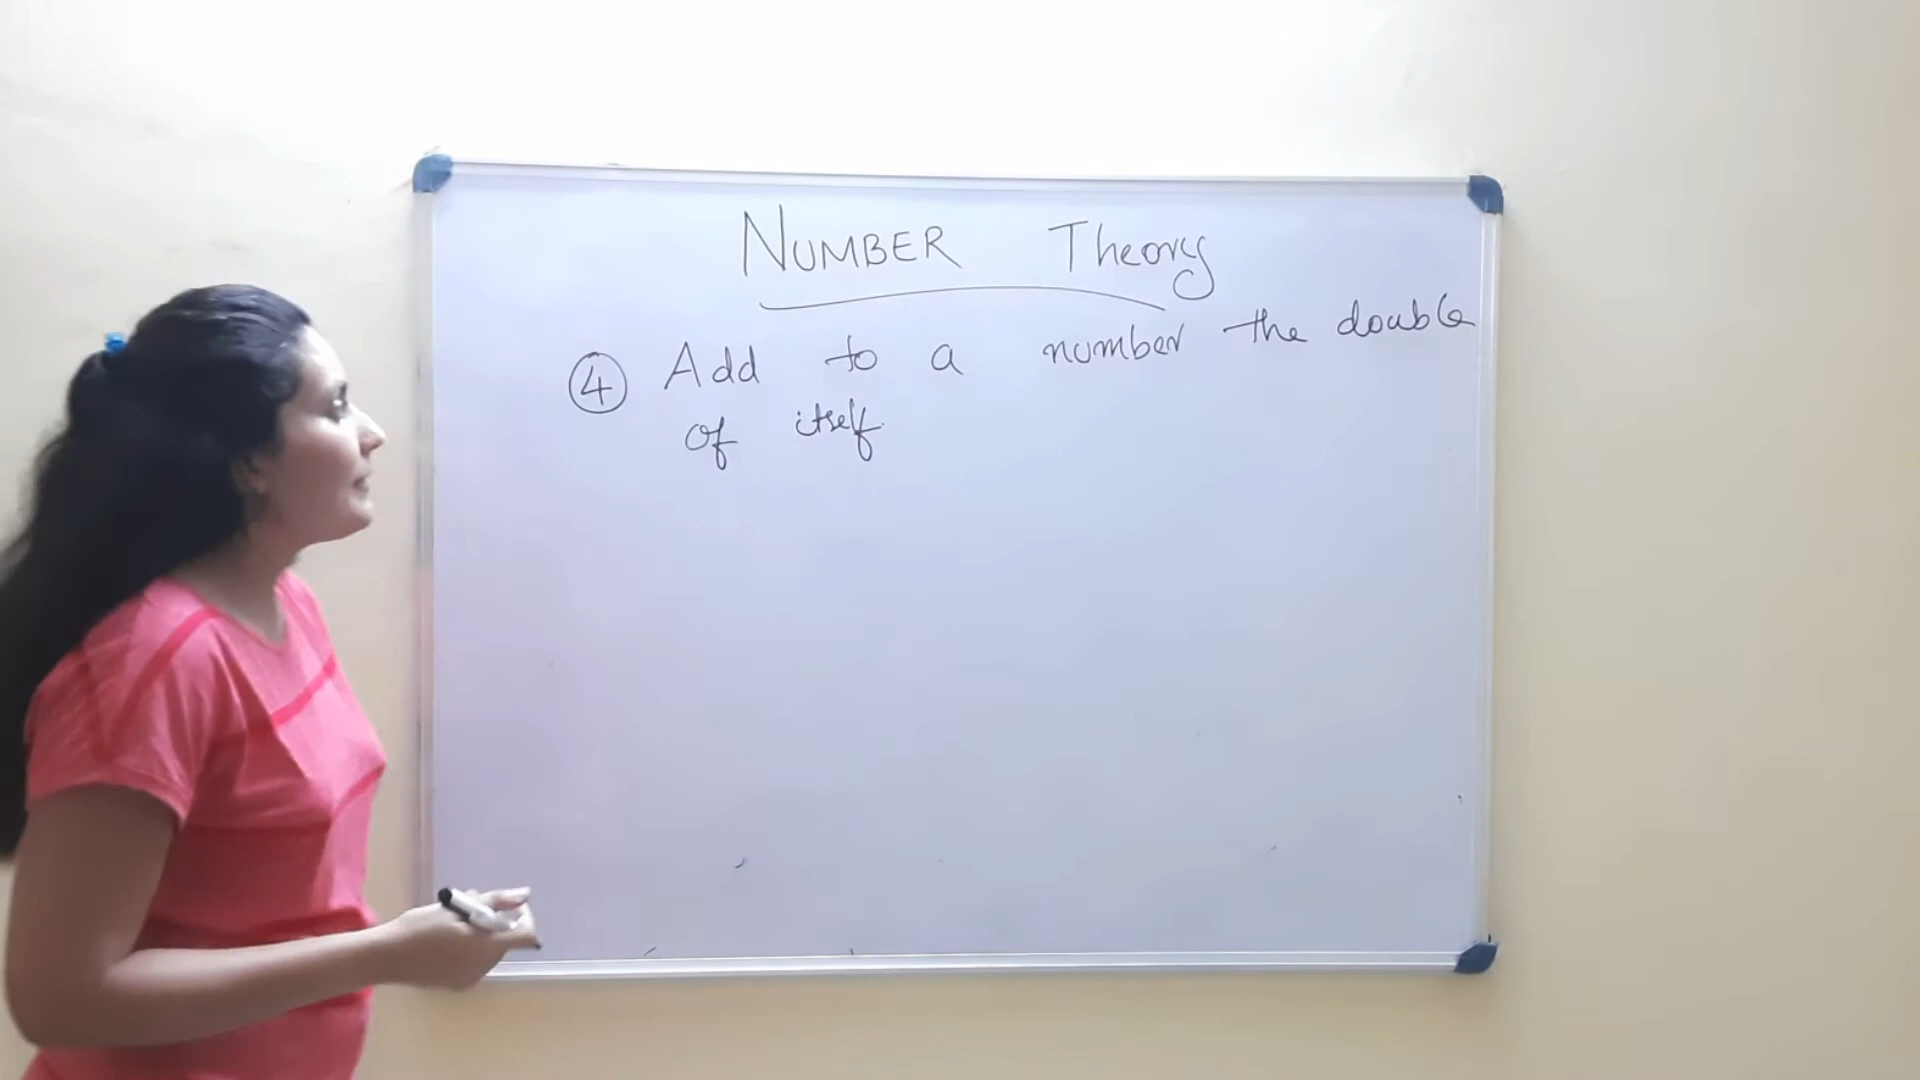 NUMBER Theory
④ Add to a number the double
of itself.